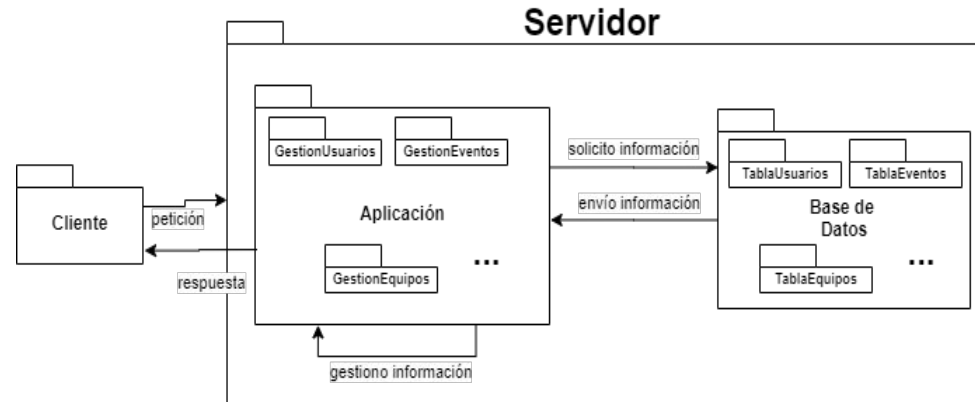 Servidor
GestionUsuarios
GestionEventos
solicito información
TablaUsuarios
TablaEventos
Cliente
petición
Aplicación
envío información
Base de
Datos
respuesta
GestionEquipos
...
TablaEquipos
...
gestiono información